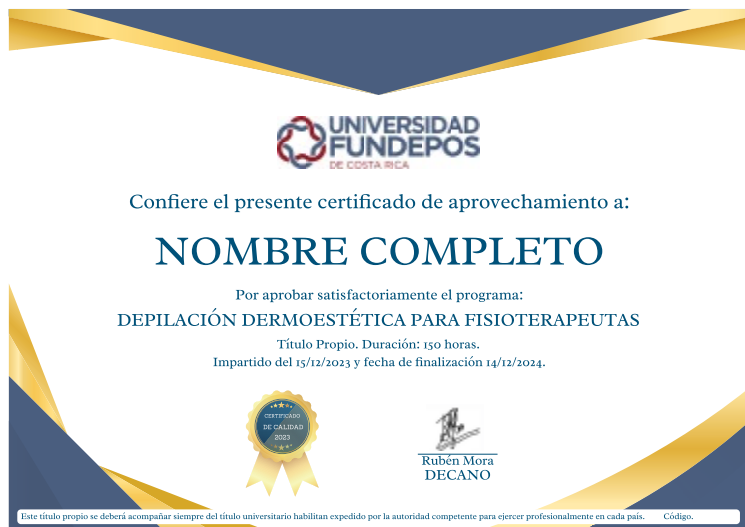 UNIVERSIDAD
FUNDEPOS
DE COSTA RICA
Confiere el presente certificado de aprovechamiento a:
NOMBRE COMPLETO
Por aprobar satisfactoriamente el programa:
DEPILACIÓN DERMOESTÉTICA PARA FISIOTERAPEUTAS
Título Propio. Duración: 150 horas.
Impartido del 15/12/2023 y fecha de finalización 14/12/2024.
CERTIFICADO
DE CALIDAD
2023
Rubén Mora
DECANO
Este título propio se deberá acompañar siempre del título universitario habilitan expedido por la autoridad competente para ejercer profesionalmente en cada país. Código.